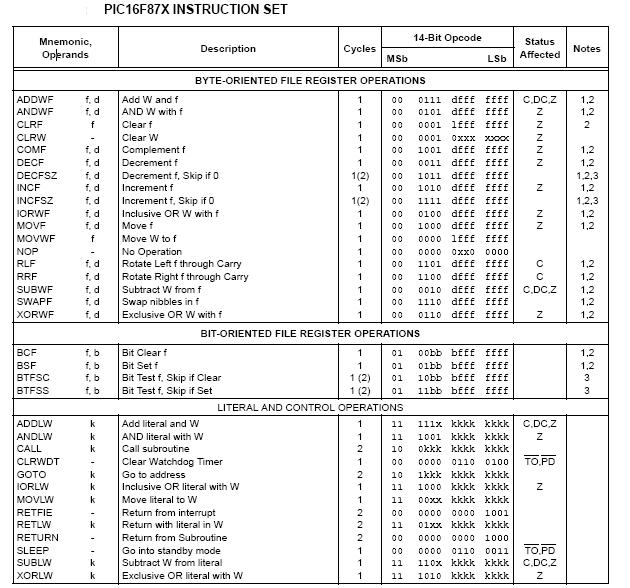 PIC16F87X INSTRUCTION SET
Mnemonic, Operands Description Cycles 14-Bit Opcode Status Affected Notes
MSb LSb
BYTE-ORIENTED FILE REGISTER OPERATIONS
ADDWF f, d Add W and f 1 00 0111 dfff ffff C,DC,Z 1,2
ANDWF f, d AND W with f 1 00 0101 dfff ffff Z 1,2
CLRF f Clear f 1 00 0001 lfff ffff Z 2
CLRW - Clear W 1 00 0001 0xxx xxxx Z
COMF f, d Complement f 1 00 1001 dfff ffff Z 1,2
DECF f, d Decrement f 1 00 0011 dfff ffff Z 1,2
DECFSZ f, d Decrement f, Skip if 0 1(2) 00 1011 dfff ffff 1,2,3
INCF f, d Increment f 1 00 1010 dfff ffff Z 1,2
INCFSZ f, d Increment f, Skip if 0 1(2) 00 1111 dfff ffff 1,2,3
IORWF f, d Inclusive OR W with f 1 00 0100 dfff ffff Z 1,2
MOVF f, d Move f 1 00 1000 dfff ffff Z 1,2
MOVWF f Move W to f 1 00 0000 lfff ffff
NOP - No Operation 1 00 0000 0xx0 0000
RLF f, d Rotate Left f through Carry 1 00 1101 dfff ffff C 1,2
RRF f, d Rotate Right f through Carry 1 00 1100 dfff ffff C 1,2
SUBWF f, d Subtract W from f 1 00 0010 dfff ffff C,DC,Z 1,2
SWAPF f, d Swap nibbles in f 1 00 1110 dfff ffff 1,2
XORWF f, d Exclusive OR W with f 1 00 0110 dfff ffff Z 1,2
BIT-ORIENTED FILE REGISTER OPERATIONS
BCF f, b Bit Clear f 1 01 00bb bfff ffff 1,2
BSF f, b Bit Set f 1 01 01bb bfff ffff 1,2
BTFSC f, b Bit Test f, Skip if Clear 1 (2) 01 10bb bfff ffff 3
BTFSS f, b Bit Test f, Skip if Set 1 (2) 01 11bb bfff ffff 3
LITERAL AND CONTROL OPERATIONS
ADDLW k Add literal and W 1 11 111x kkkk kkkk C,DC,Z
ANDLW k AND literal with W 1 11 1001 kkkk kkkk Z
CALL k Call subroutine 2 10 0kkk kkkk kkkk
CLRWDT - Clear Watchdog Timer 1 00 0000 0110 0100 TO,PD
GOTO k Go to address 2 10 1kkk kkkk kkkk
IORLW k Inclusive OR literal with W 1 11 1000 kkkk kkkk Z
MOVLW k Move literal to W 1 11 00xx kkkk kkkk
RETFIE - Return from interrupt 2 00 0000 0000 1001
RETLW k Return with literal in W 2 11 01xx kkkk kkkk
RETURN - Return from Subroutine 2 00 0000 0000 1000
SLEEP - Go into standby mode 1 00 0000 0110 0011 TO,PD
SUBLW k Subtract W from literal 1 11 110x kkkk kkkk C,DC,Z
XORLW k Exclusive OR literal with W 1 11 1010 kkkk kkkk Z